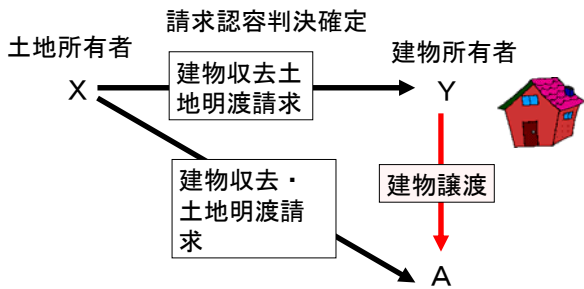 請求認容判決確定
土地所有者
建物所有者
X
建物収去土
地明渡請求
Y
建物収去・
土地明渡請
求
建物譲渡
A